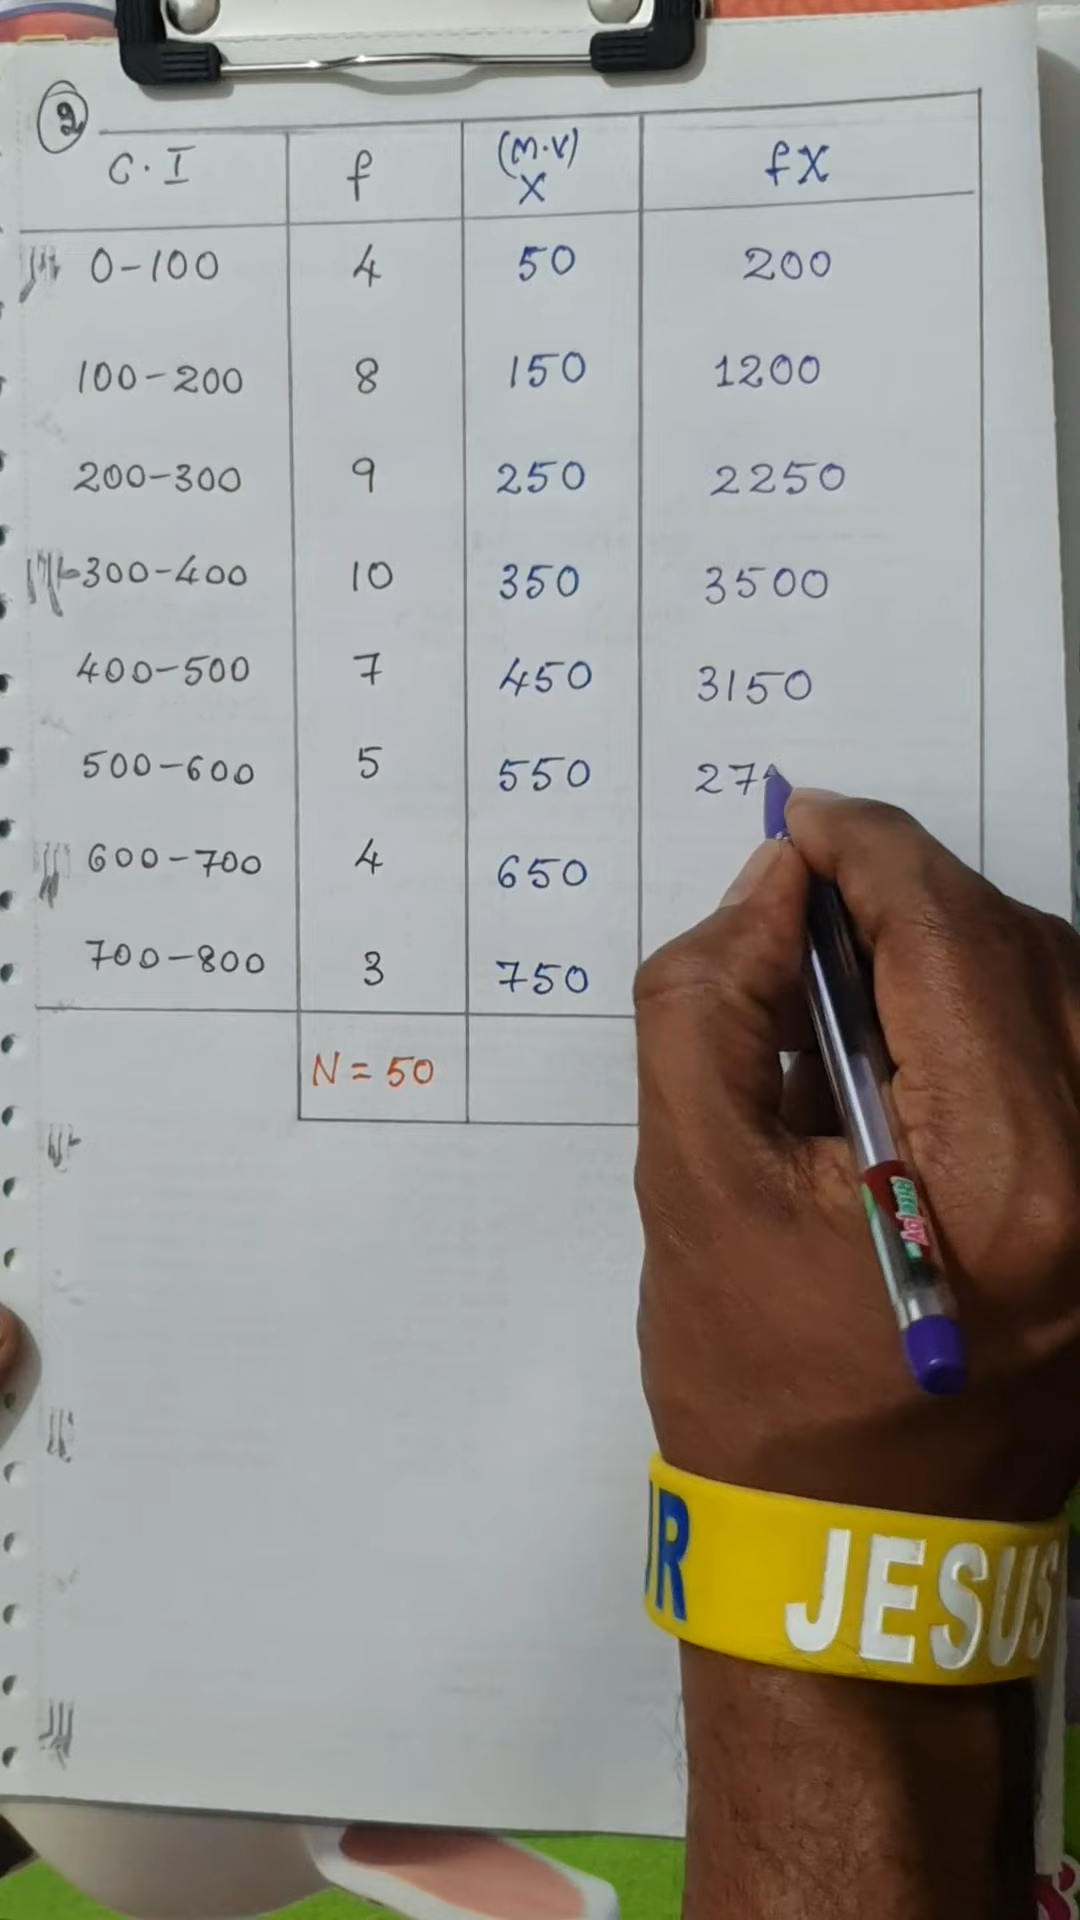 2
C.I f (M.V) X fX
0-100 4 50 200
100-200 8 150 1200
200-300 9 250 2250
300-400 10 350 3500
400-500 7 450 3150
500-600 5 550 27
600-700 4 650
700-800 3 750
N = 50
UR JESUS